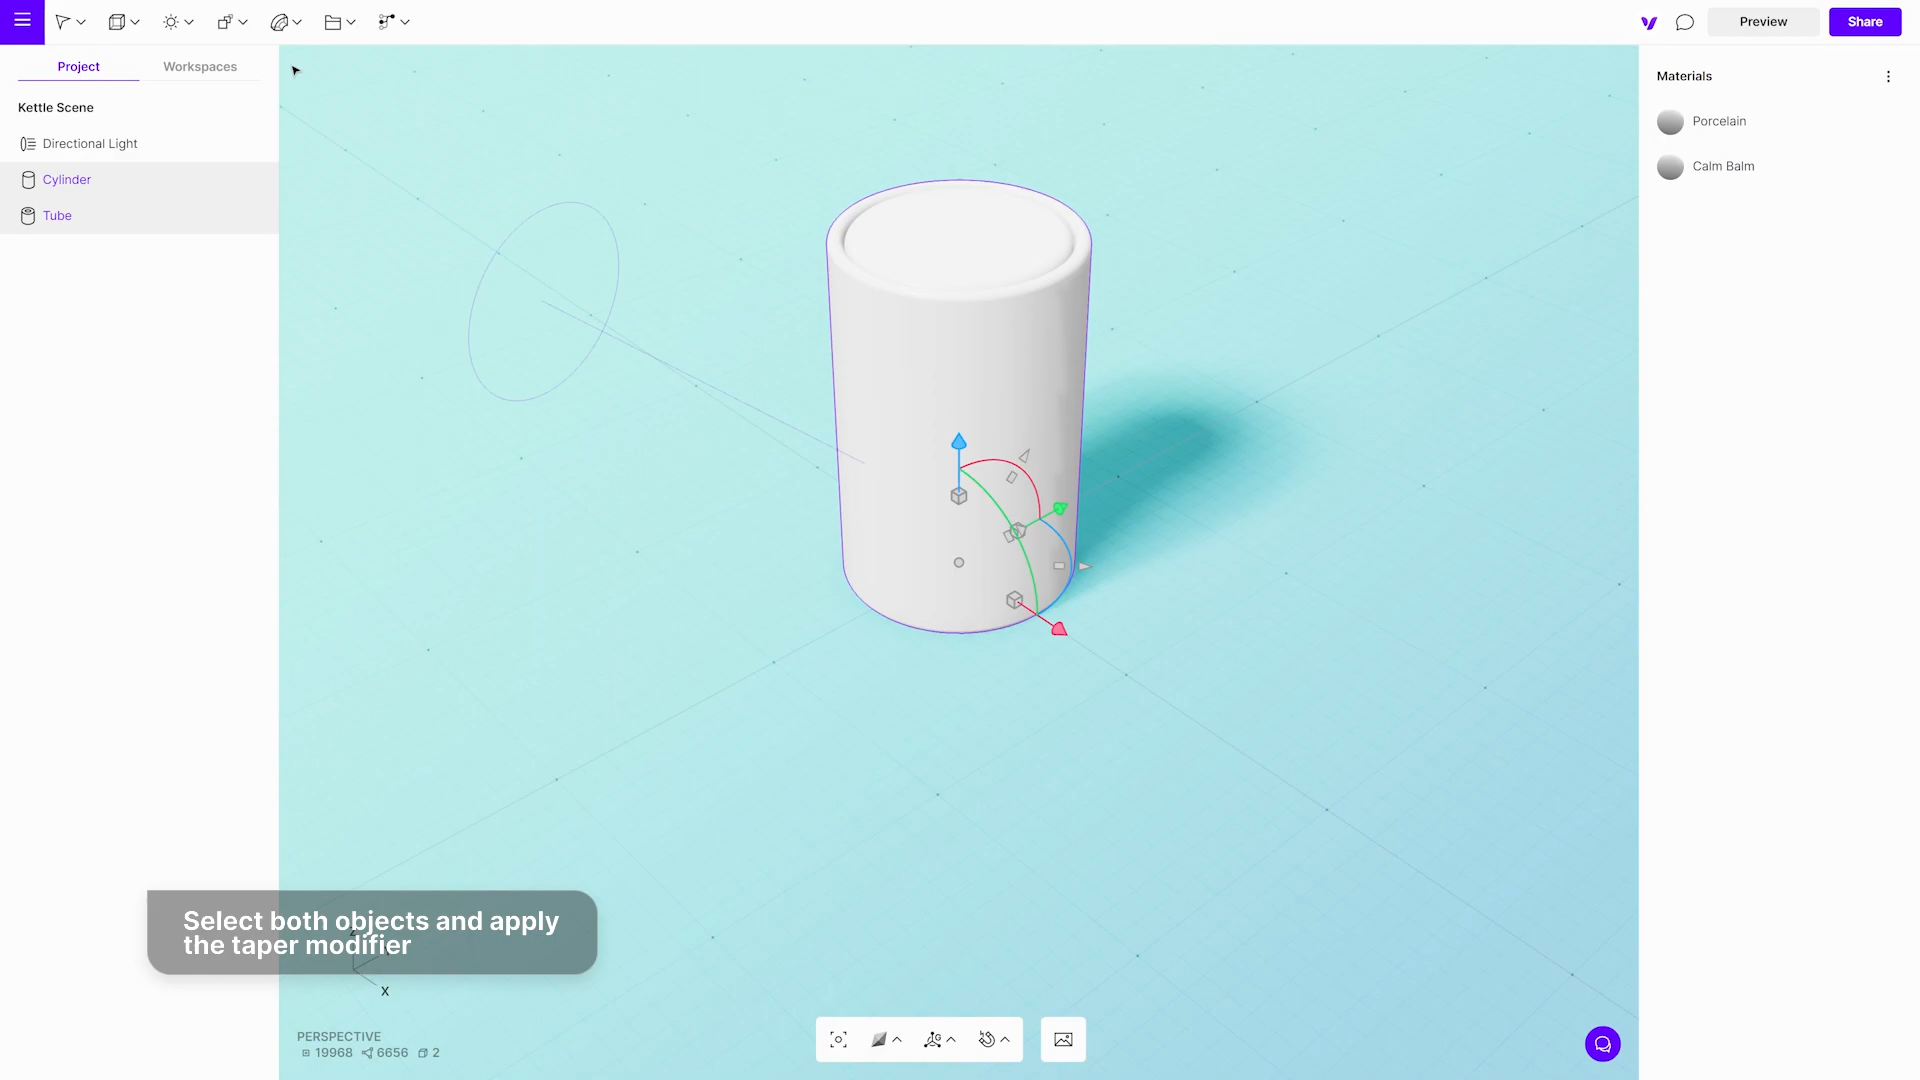 Preview
Share
Project
Workspaces
Kettle Scene
Directional Light
Cylinder
Tube
Materials
Porcelain
Calm Balm
Select both objects and apply
the taper modifier
X
PERSPECTIVE
19968 6656 2